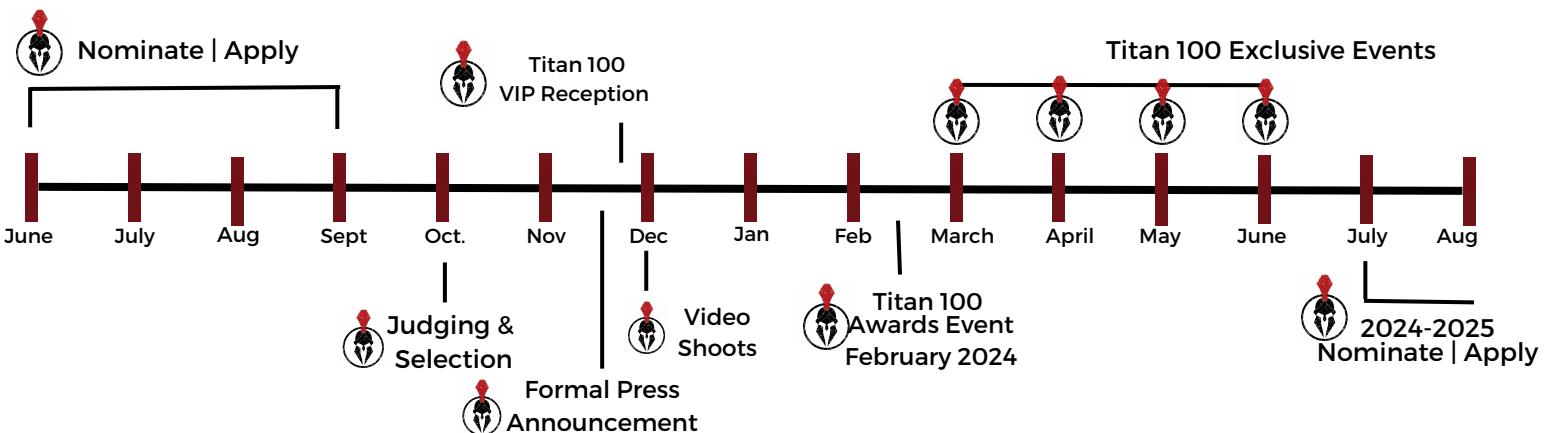 Nominate | Apply
Titan 100
VIP Reception
Titan 100 Exclusive Events
June
July
Aug
Sept
Oct.
Nov
Dec
Jan
Feb
March
April
May
June
July
Aug
Judging &
Selection
Formal Press
Announcement
Video
Shoots
Titan 100
Awards Event
February 2024
2024-2025
Nominate | Apply